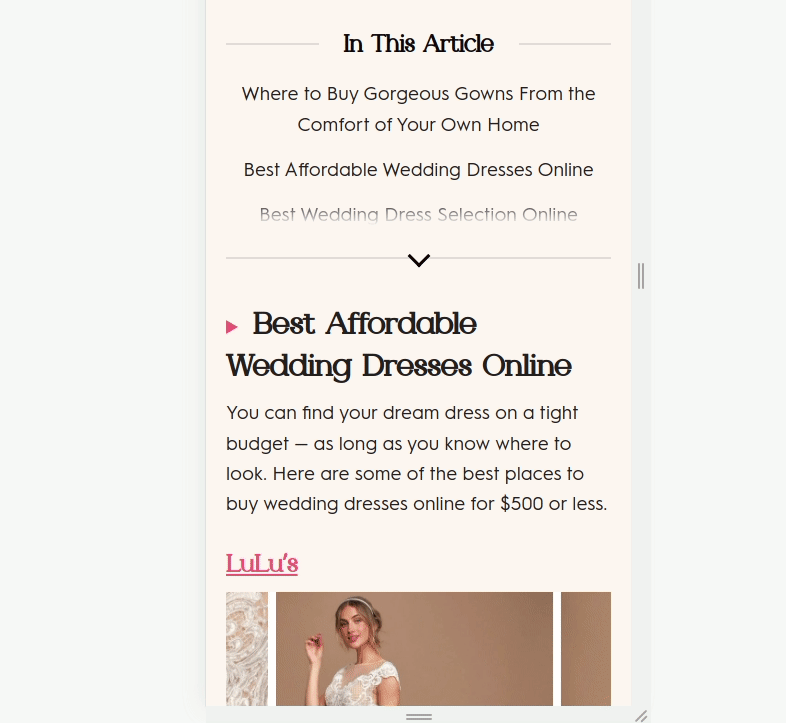 In This Article
Where to Buy Gorgeous Gowns From the
Comfort of Your Own Home
Best Affordable Wedding Dresses Online
Best Wedding Dress Selection Online
Best Affordable
Wedding Dresses Online
You can find your dream dress on a tight
budget — as long as you know where to
look. Here are some of the best places to
buy wedding dresses online for $500 or less.
LuLu's